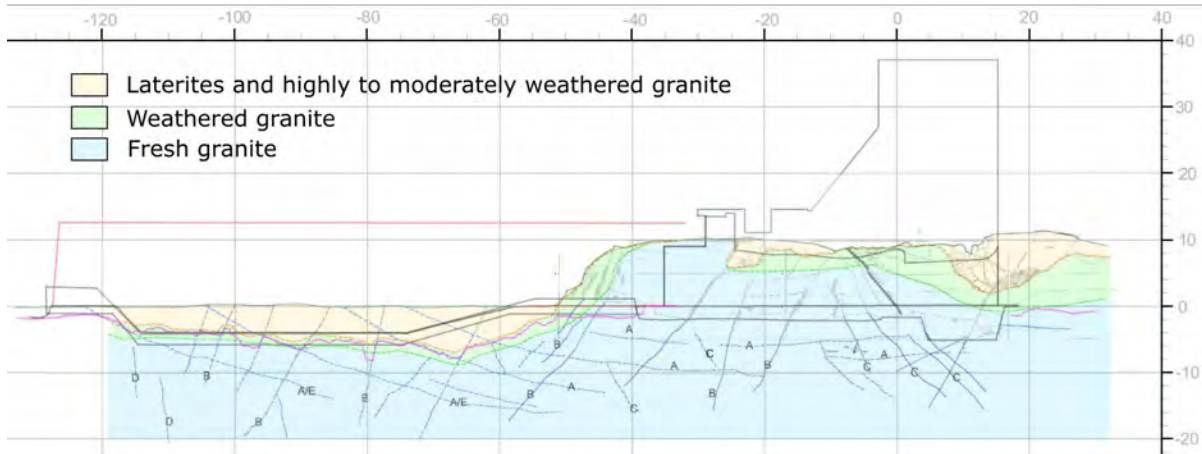 -120 -100 -80 -60 -40 -20 0 20 40
40
Laterites and highly to moderately weathered granite
30
Weathered granite
Fresh granite
20
10
0
A
B
C A
A
B
D B A/E A B C C C
B A/E B B
C
D B
-10
-20